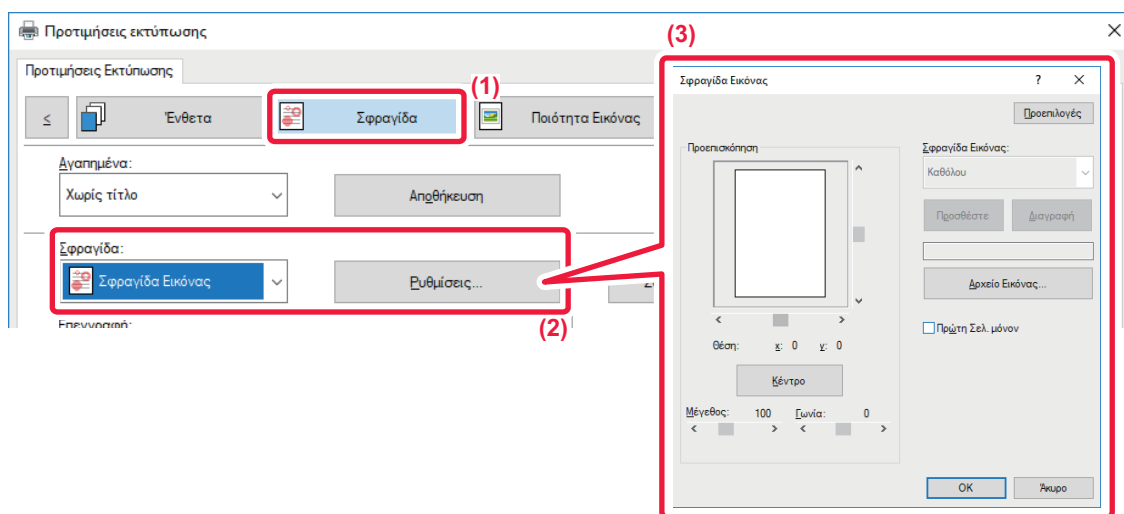 Προτιμήσεις εκτύπωσης
(3)
Προτιμήσεις Εκτύπωσης
(1)
<
Ένθετα
Σφραγίδα
Ποιότητα Εικόνας
Αγαπημένα:
Χωρίς τίτλο
Αποθήκευση
Σφραγίδα:
Σφραγίδα Εικόνας
Ρυθμίσεις...
(2)
Σφραγίδα Εικόνας
?
Προεπιλογές
Προεπισκόπηση
Σφραγίδα Εικόνας:
Καθόλου
Προσθέστε
Διαγραφή
Αρχείο Εικόνας...
Πρώτη Σελ. μόνον
Θέση: x: 0 y: 0
Κέντρο
Μέγεθος: 100 Γωνία: 0
OK
Άκυρο